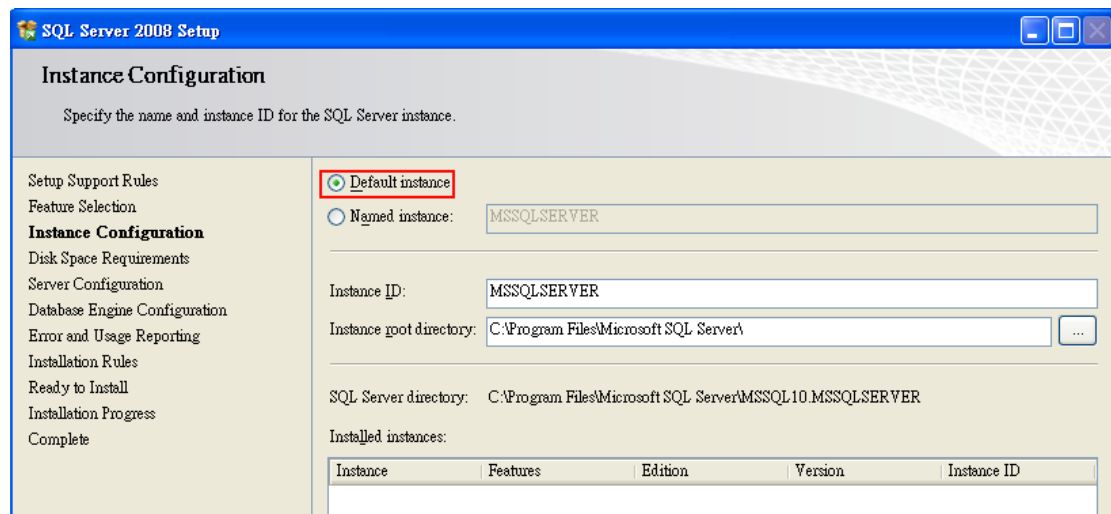 SQL Server 2008 Setup
Instance Configuration
Specify the name and instance ID for the SQL Server instance.
Setup Support Rules
Feature Selection
Instance Configuration
Disk Space Requirements
Server Configuration
Database Engine Configuration
Error and Usage Reporting
Installation Rules
Ready to Install
Installation Progress
Complete
Default instance
Named instance: MSSQLSERVER
Instance ID: MSSQLSERVER
Instance root directory: C:\Program Files\Microsoft SQL Server\ ...
SQL Server directory: C:\Program Files\Microsoft SQL Server\MSSQL10.MSSQLSERVER
Installed instances:
Instance Features Edition Version Instance ID